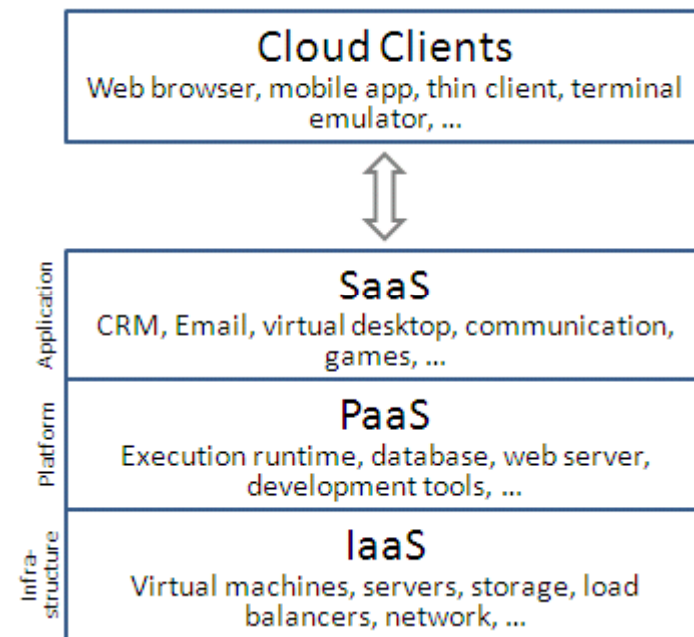 Cloud Clients
Web browser, mobile app, thin client, terminal
emulator, ...
Application
SaaS
CRM, Email, virtual desktop, communication,
games, ...
Platform
PaaS
Execution runtime, database, web server,
development tools, ...
Infra-
structure
IaaS
Virtual machines, servers, storage, load
balancers, network, ...